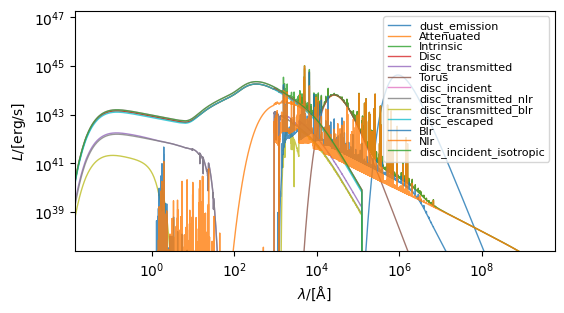 10^47
10^45
10^43
10^41
10^39
L/[erg/s]
10^0
10^2
10^4
10^6
10^8
λ/[Å]
dust_emission
Attenuated
Intrinsic
Disc
disc_transmitted
Torus
disc_incident
disc_transmitted_nlr
disc_transmitted_blr
disc_escaped
Blr
Nlr
disc_incident_isotropic